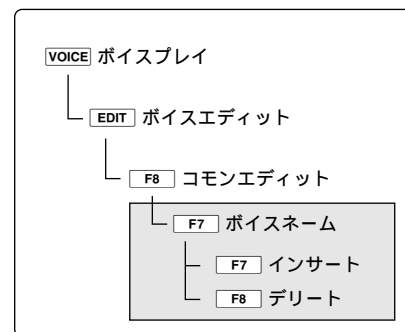 VOICE ボイスプレイ
EDIT ボイスエディット
F8 コモンエディット
F7 ボイスネーム
F7 インサート
F8 デリート